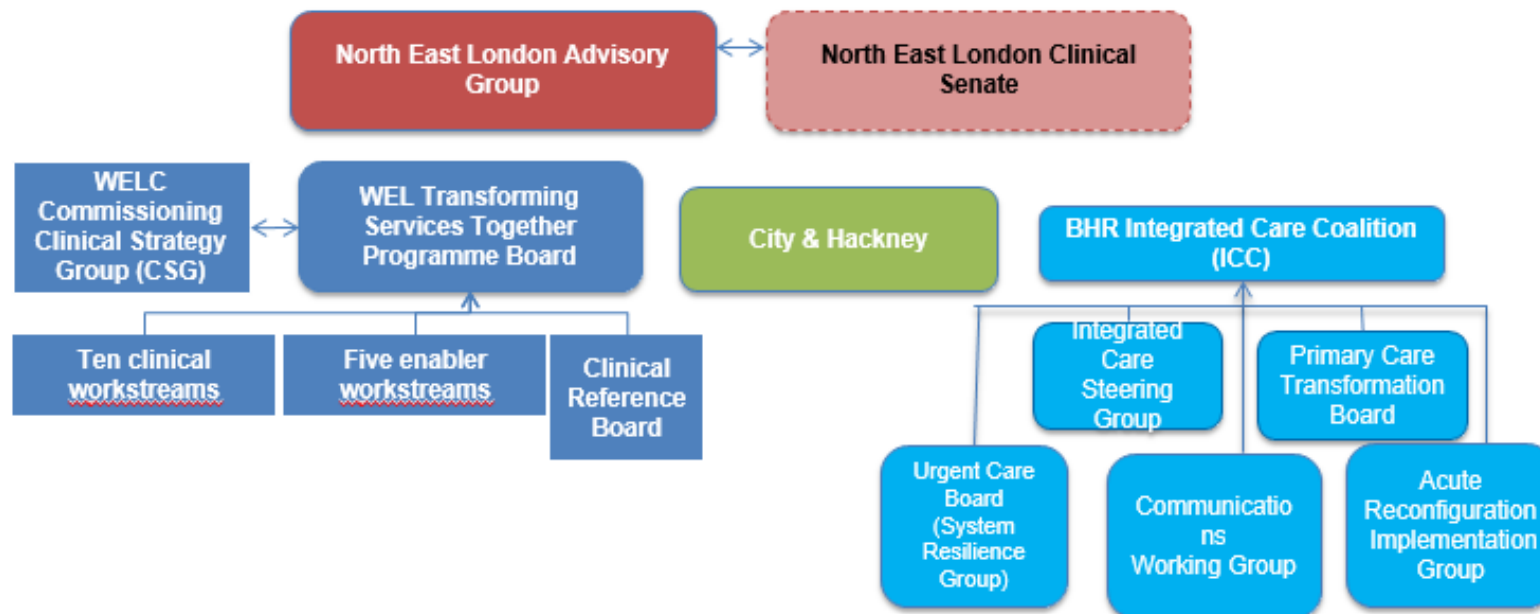 North East London Advisory
Group
North East London Clinical
Senate
WELC
Commissioning
Clinical Strategy
Group (CSG)
WEL Transforming
Services Together
Programme Board
City & Hackney
BHR Integrated Care Coalition
(ICC)
Ten clinical
workstreams
Five enabler
workstreams
Clinical
Reference
Board
Integrated
Care
Steering
Group
Primary Care
Transformation
Board
Urgent Care
Board
(System
Resilience
Group)
Communicatio
ns
Working Group
Acute
Reconfiguration
Implementation
Group